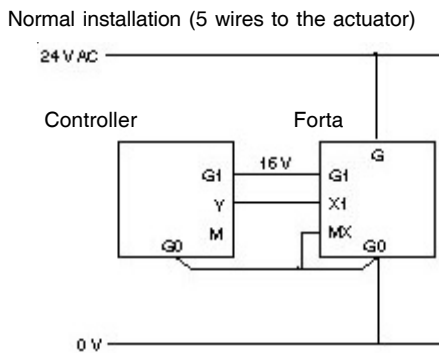 Normal installation (5 wires to the actuator)
24 V AC
Controller
Forta
G
G1
16 V
G1
Y
X1
M
MX
G0
G0
0 V